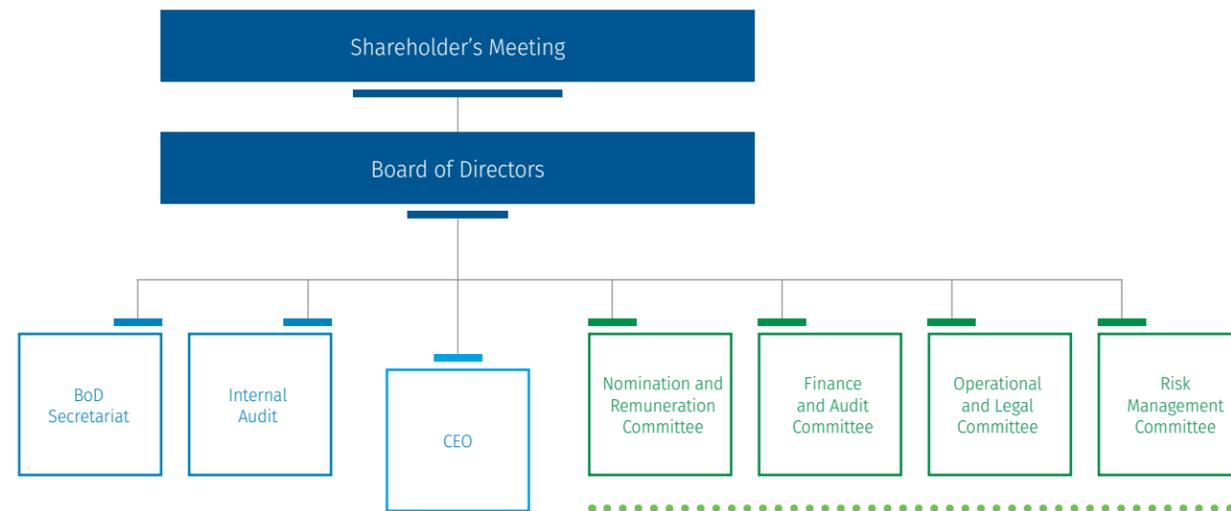 Shareholder’s Meeting
Board of Directors
BoD
Secretariat
Internal
Audit
CEO
Nomination and
Remuneration
Committee
Finance
and Audit
Committee
Operational
and Legal
Committee
Risk
Management
Committee